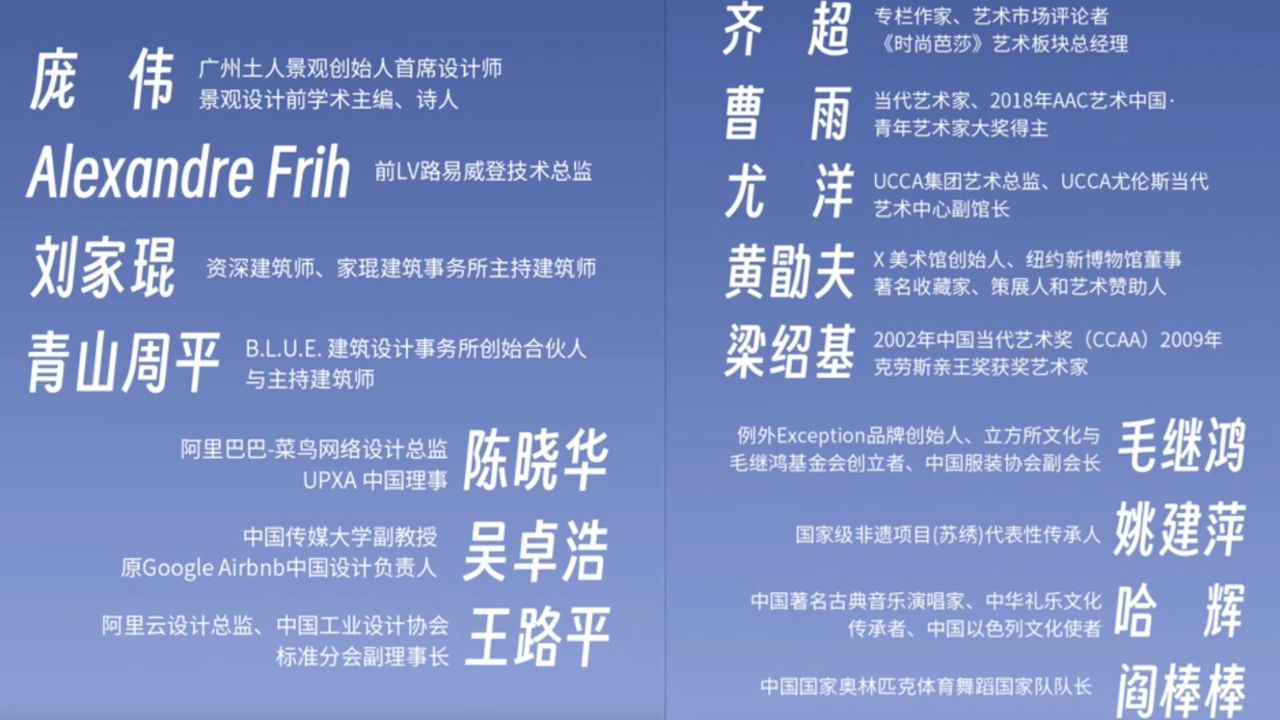 庞 伟
广州土人景观创始人首席设计师
景观设计前学术主编、诗人
Alexandre Frih
前LV路易威登技术总监
刘家琨
资深建筑师、家琨建筑事务所主持建筑师
青山周平
B.L.U.E. 建筑设计事务所创始合伙人
与主持建筑师
阿里巴巴-菜鸟网络设计总监
UPXA 中国理事
陈晓华
中国传媒大学副教授
原Google Airbnb中国设计负责人
吴卓浩
阿里云设计总监、中国工业设计协会
标准分会副理事长
王路平
齐 超
专栏作家、艺术市场评论者
《时尚芭莎》艺术板块总经理
曹 雨
当代艺术家、2018年AAC艺术中国·
青年艺术家大奖得主
尤 洋
UCCA集团艺术总监、UCCA尤伦斯当代
艺术中心副馆长
黄勖夫
X 美术馆创始人、纽约新博物馆董事
著名收藏家、策展人和艺术赞助人
梁绍基
2002年中国当代艺术奖（CCAA）2009年
克劳斯亲王奖获奖艺术家
例外Exception品牌创始人、立方所文化与
毛继鸿基金会创立者、中国服装协会副会长
毛继鸿
国家级非遗项目(苏绣)代表性传承人
姚建萍
中国著名古典音乐演唱家、中华礼乐文化
传承者、中国以色列文化使者
哈 辉
中国国家奥林匹克体育舞蹈国家队队长
阎棒棒